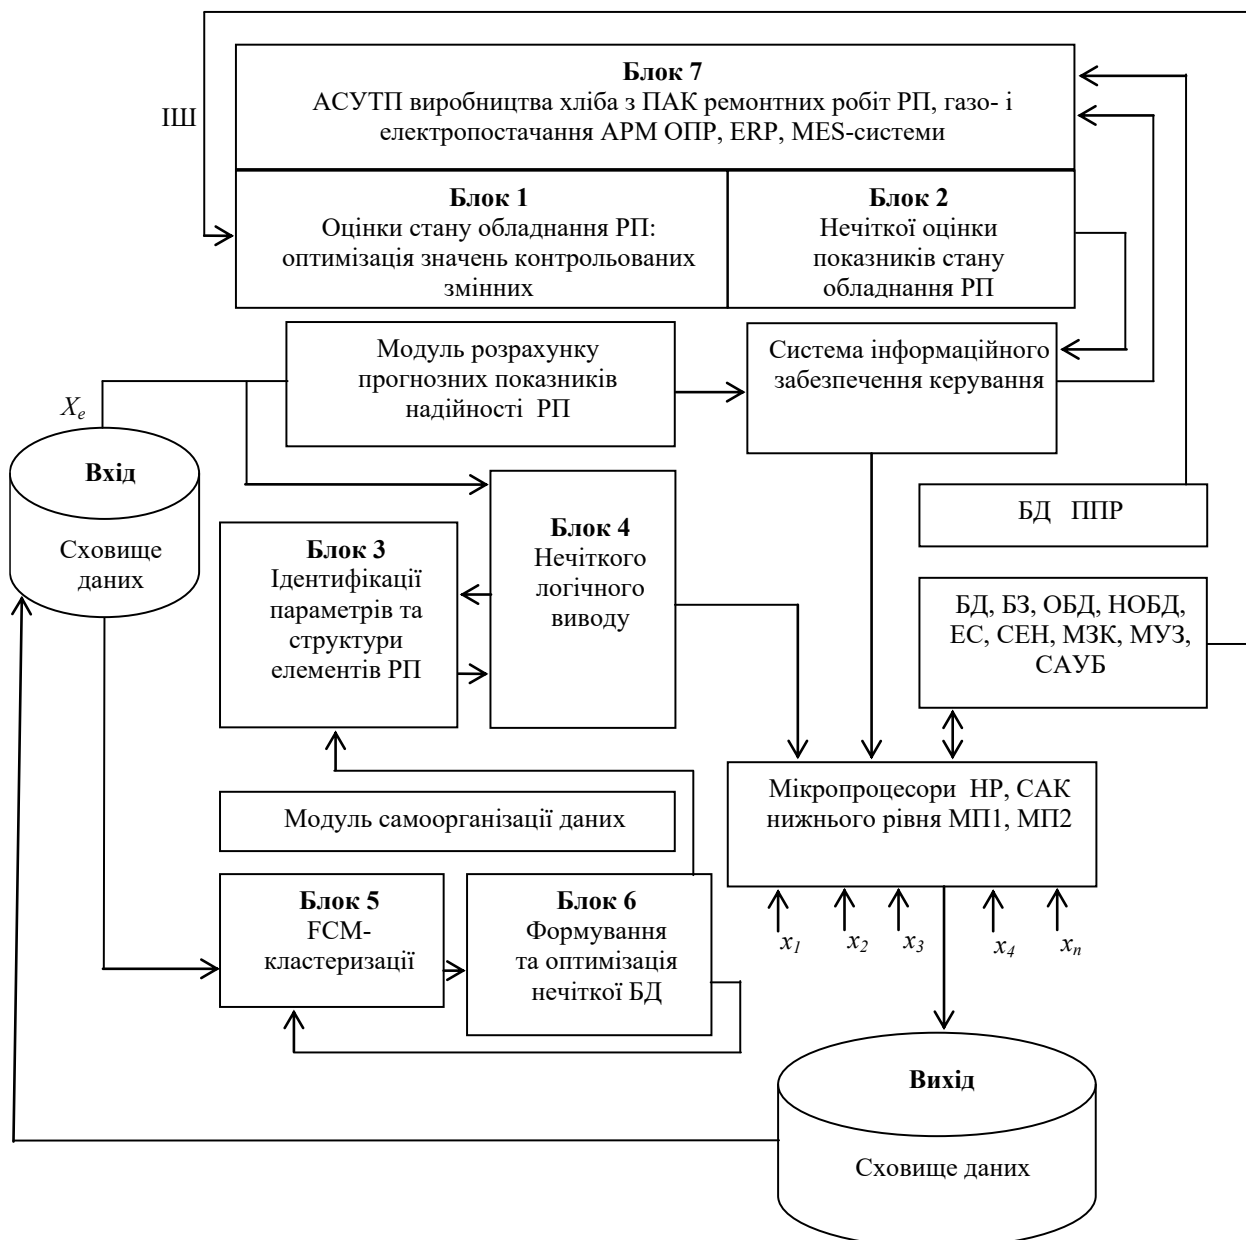 Блок 7
АСУТП виробництва хліба з ПАК ремонтних робіт РП, газо- і
електропостачання АРМ ОПР, ERP, MES-системи
ІШ
Блок 1
Оцінки стану обладнання РП:
оптимізація значень контрольованих
змінних
Блок 2
Нечіткої оцінки
показників стану
обладнання РП
Модуль розрахунку
прогнозних показників
надійності РП
Система інформаційного
забезпечення керування
Xe
Вхід
Сховище
даних
Блок 3
Ідентифікації
параметрів та
структури
елементів РП
Блок 4
Нечіткого
логічного
виводу
БД ППР
БД, БЗ, ОБД, НОБД,
ЕС, СЕН, МЗК, МУЗ,
САУБ
Модуль самоорганізації даних
Мікропроцесори НР, САК
нижнього рівня МП1, МП2
Блок 5
FCM-
кластеризації
Блок 6
Формування
та оптимізація
нечіткої БД
x1 x2 x3 x4 xn
Вихід
Сховище даних